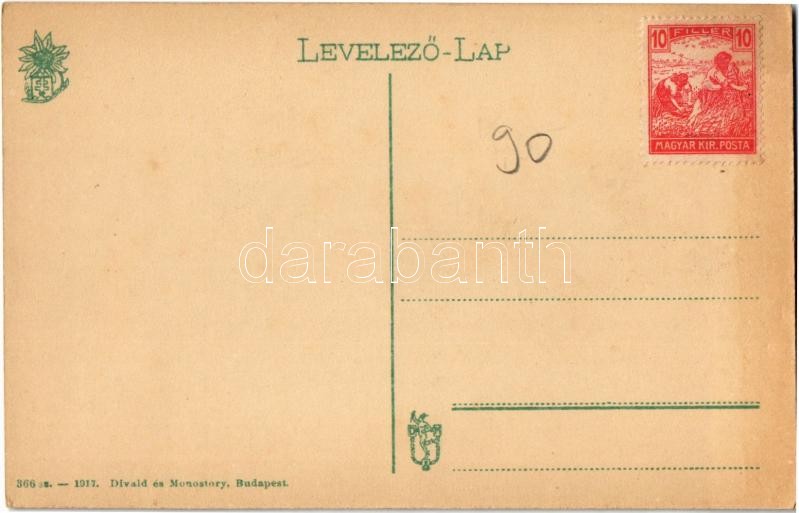 LEVELEZŐ-LAP
10 FILLÉR 10
MAGYAR KIR. POSTA
90
darabanth
366 sz. — 1917. Divald és Monostory, Budapest.